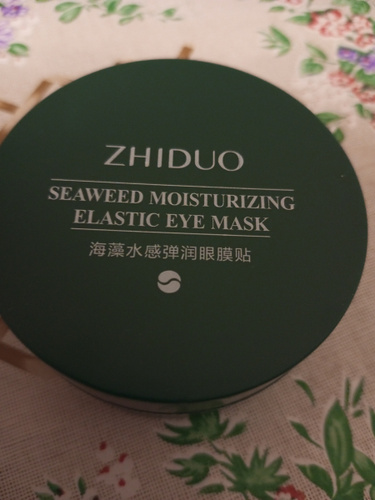 ZHIDUO
SEAWEED MOISTURIZING
ELASTIC EYE MASK
海藻水感弹润眼膜贴